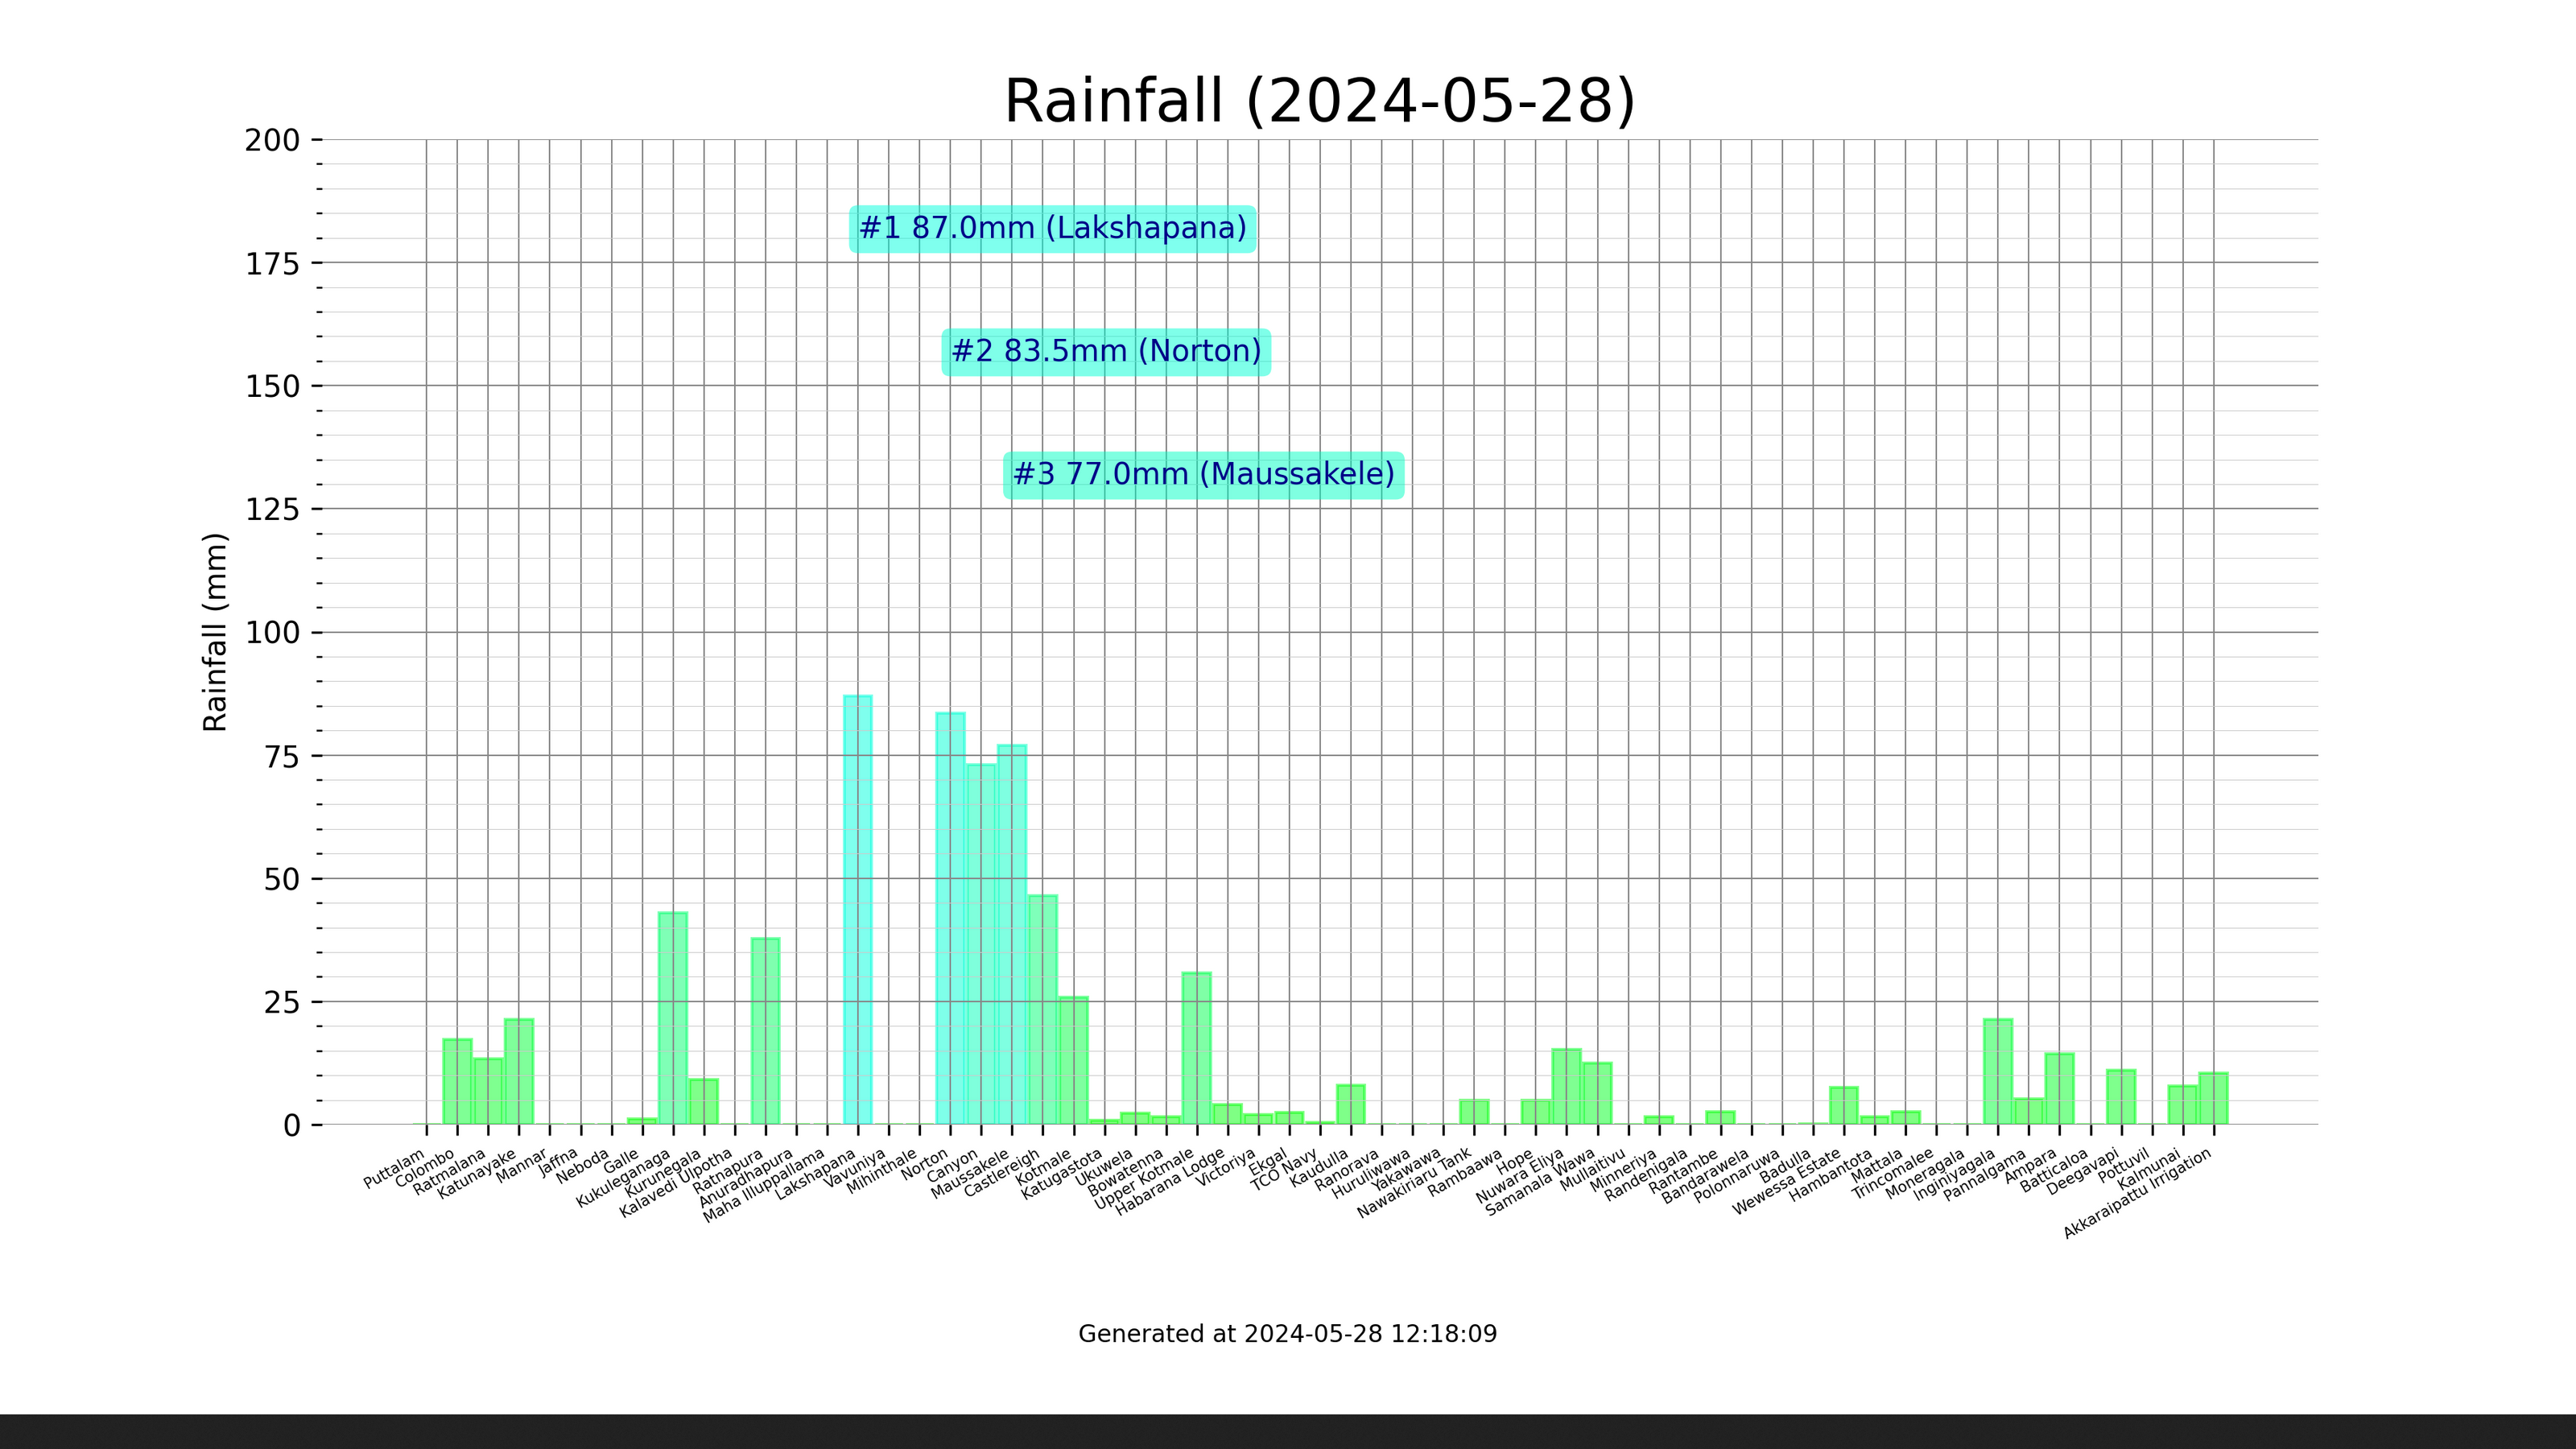 Rainfall (2024-05-28)
200
175
150
125
100
75
50
25
0
Rainfall (mm)
#1 87.0mm (Lakshapana)
#2 83.5mm (Norton)
#3 77.0mm (Maussakele)
Puttalam
Colombo
Ratmalana
Katunayake
Mannar
Jaffna
Neboda
Galle
Kukuleganaga
Kurunegala
Kalavedi Ulpotha
Ratnapura
Anuradhapura
Maha Illuppallama
Lakshapana
Vavuniya
Mihinthale
Norton
Canyon
Maussakele
Castlereigh
Kotmale
Katugastota
Ukuwela
Bowatenna
Upper Kotmale
Habarana Lodge
Victoriya
Ekgal
TCO Navy
Kaudulla
Ranorava
Huruliwawa
Yakawawa
Nawakiriaru Tank
Rambaawa
Hope
Nuwara Eliya
Samanala Wawa
Mullaitivu
Minneriya
Randenigala
Rantambe
Bandarawela
Polonnaruwa
Badulla
Wewessa Estate
Hambantota
Mattala
Trincomalee
Moneragala
Inginiyagala
Pannalgama
Ampara
Batticaloa
Deegavapi
Pottuvil
Kalmunai
Akkaraipattu Irrigation
Generated at 2024-05-28 12:18:09